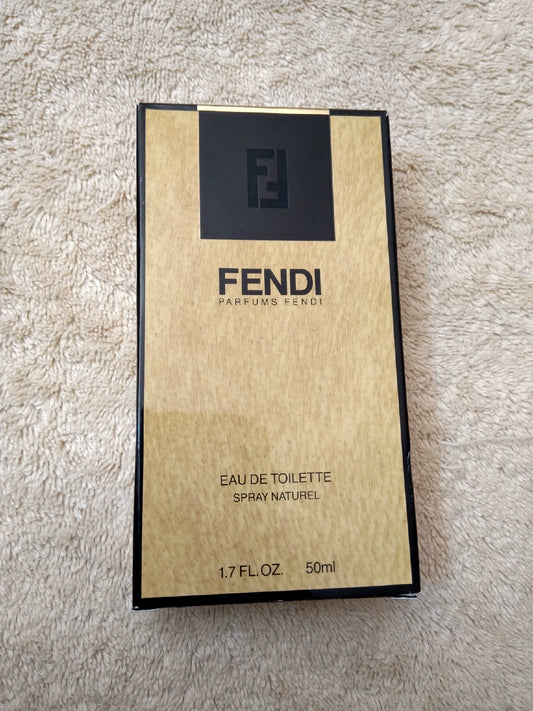 FENDI
PARFUMS FENDI
EAU DE TOILETTE
SPRAY NATUREL
1.7 FL.OZ. 50ml